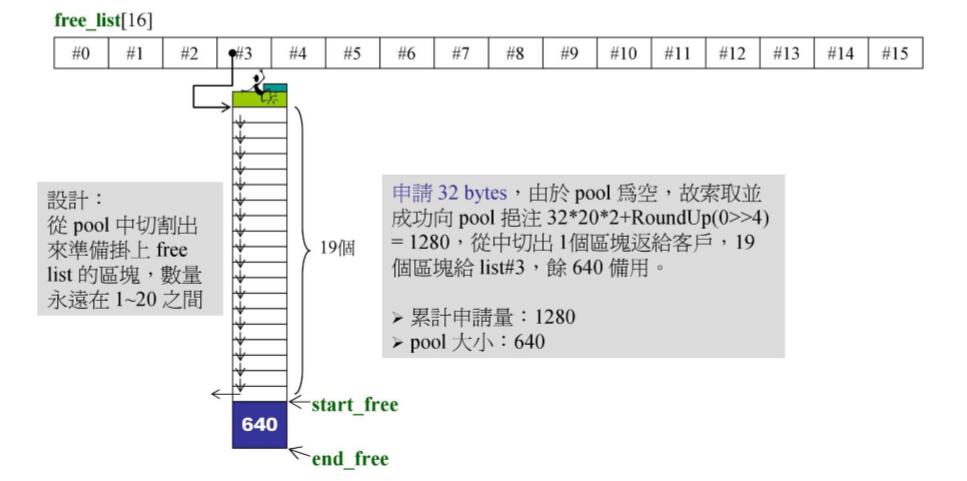 free_list[16]
#0 #1 #2 #3 #4 #5 #6 #7 #8 #9 #10 #11 #12 #13 #14 #15
設計：
從 pool 中切割出
來準備掛上 free
list 的區塊，數量
永遠在 1~20 之間
19個
申請 32 bytes，由於 pool 爲空，故索取並
成功向 pool 挹注 32*20*2+RoundUp(0>>4)
= 1280，從中切出 1個區塊返給客戶，19
個區塊給 list#3，餘 640 備用。
➢ 累計申請量：1280
➢ pool 大小：640
start_free
640
end_free